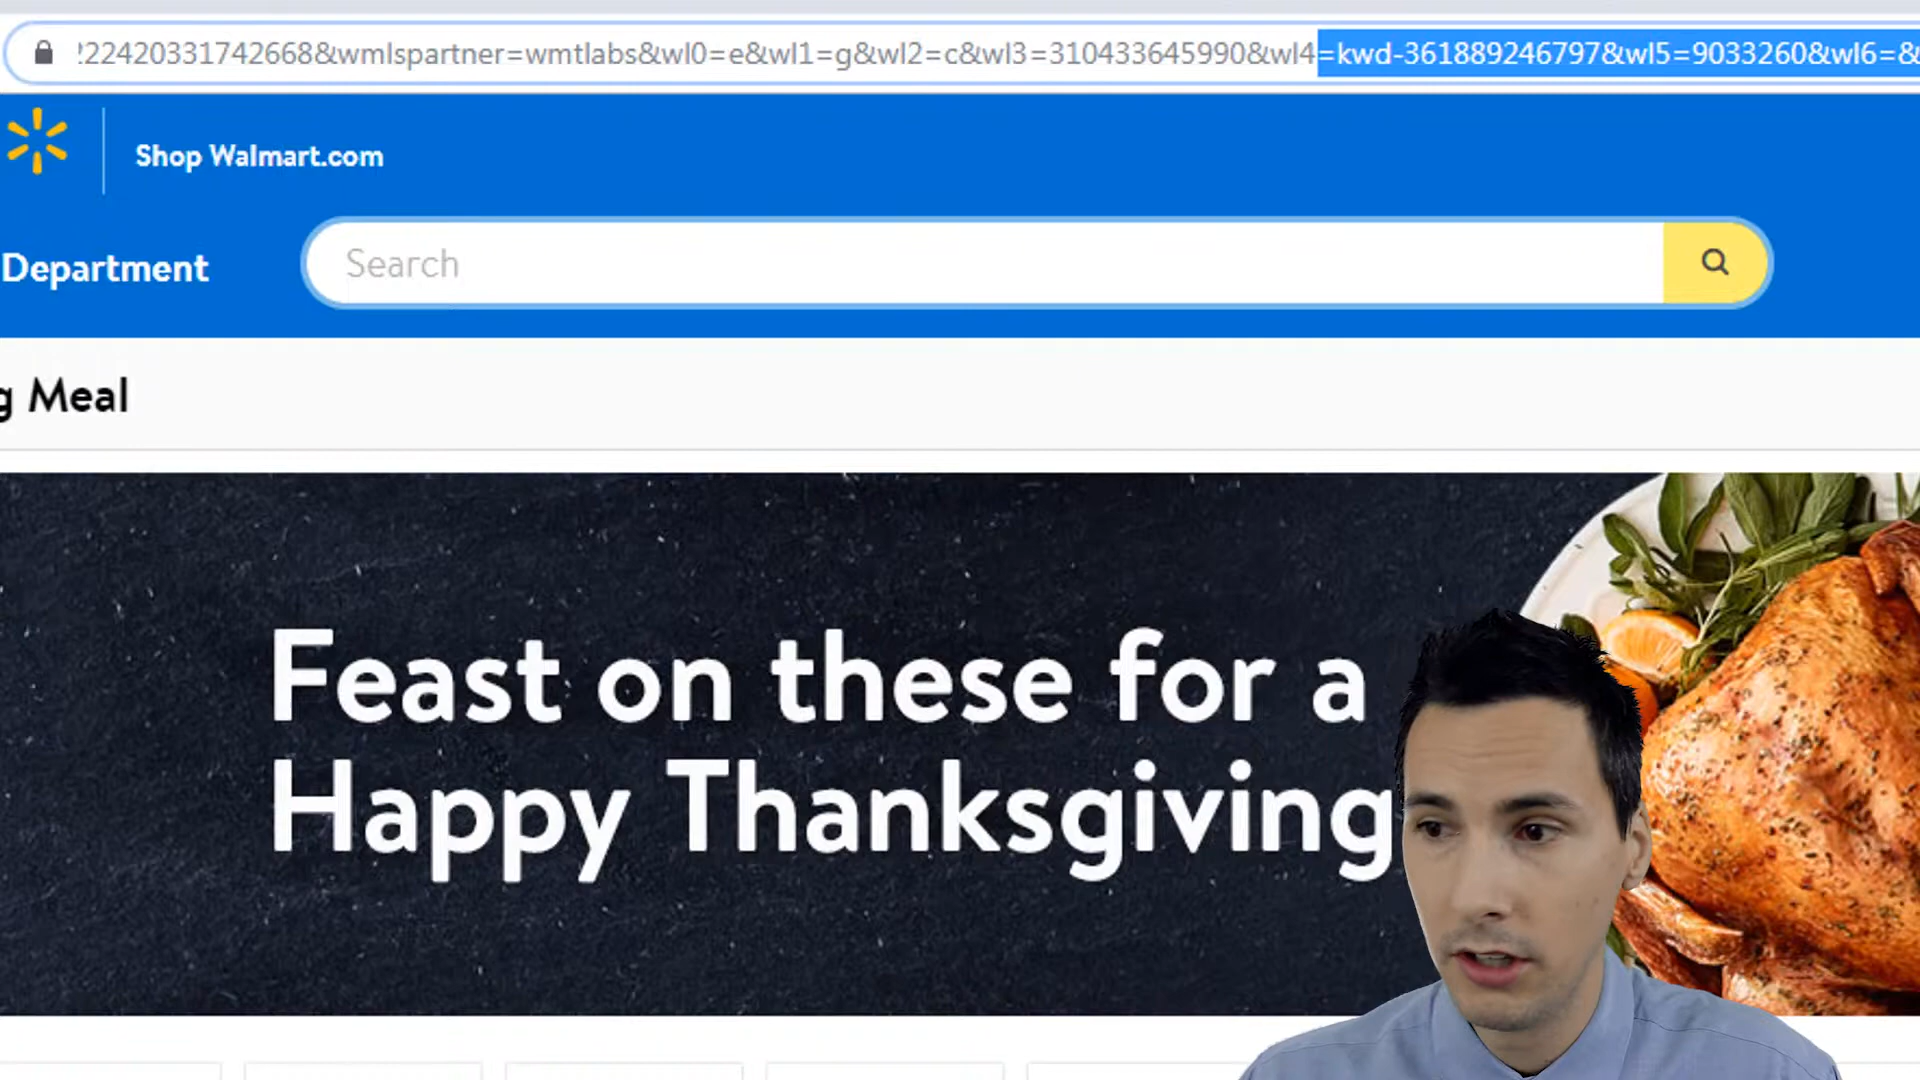 22420331742668&wmlspartner=wmtlabs&wl0=e&wl1=g&wl2=c&wl3=310433645990&wl4=kwd-361889246797&wl5=9033260&wl6=&
Shop Walmart.com
Department
Search
g Meal
Feast on these for a
Happy Thanksgiving